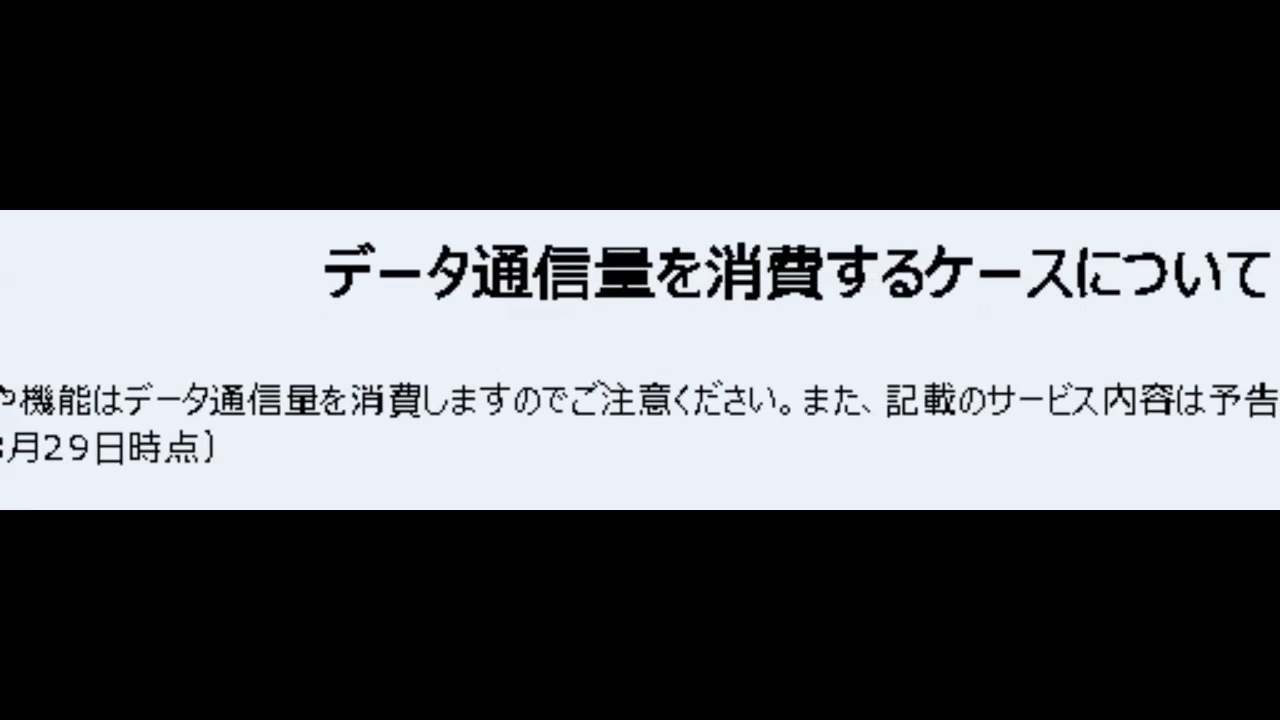 データ通信量を消費するケースについて
や機能はデータ通信量を消費しますのでご注意ください。また、記載のサービス内容は予告
月29日時点〕